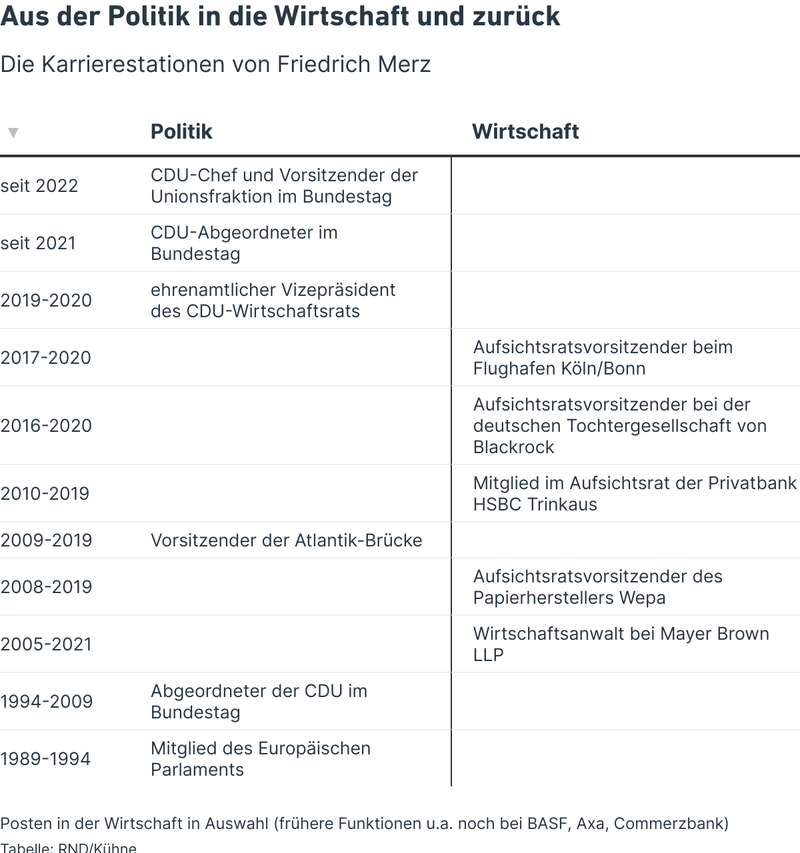 Aus der Politik in die Wirtschaft und zurück
Die Karrierestationen von Friedrich Merz
▼ Politik Wirtschaft
seit 2022 CDU-Chef und Vorsitzender der
Unionsfraktion im Bundestag
seit 2021 CDU-Abgeordneter im
Bundestag
2019-2020 ehrenamtlicher Vizepräsident
des CDU-Wirtschaftsrats
2017-2020 Aufsichtsratsvorsitzender beim
Flughafen Köln/Bonn
2016-2020 Aufsichtsratsvorsitzender bei der
deutschen Tochtergesellschaft von
Blackrock
2010-2019 Mitglied im Aufsichtsrat der Privatbank
HSBC Trinkaus
2009-2019 Vorsitzender der Atlantik-Brücke
2008-2019 Aufsichtsratsvorsitzender des
Papierherstellers Wepa
2005-2021 Wirtschaftsanwalt bei Mayer Brown
LLP
1994-2009 Abgeordneter der CDU im
Bundestag
1989-1994 Mitglied des Europäischen
Parlaments
Posten in der Wirtschaft in Auswahl (frühere Funktionen u.a. noch bei BASF, Axa, Commerzbank)
Tabelle: RND/Kühne